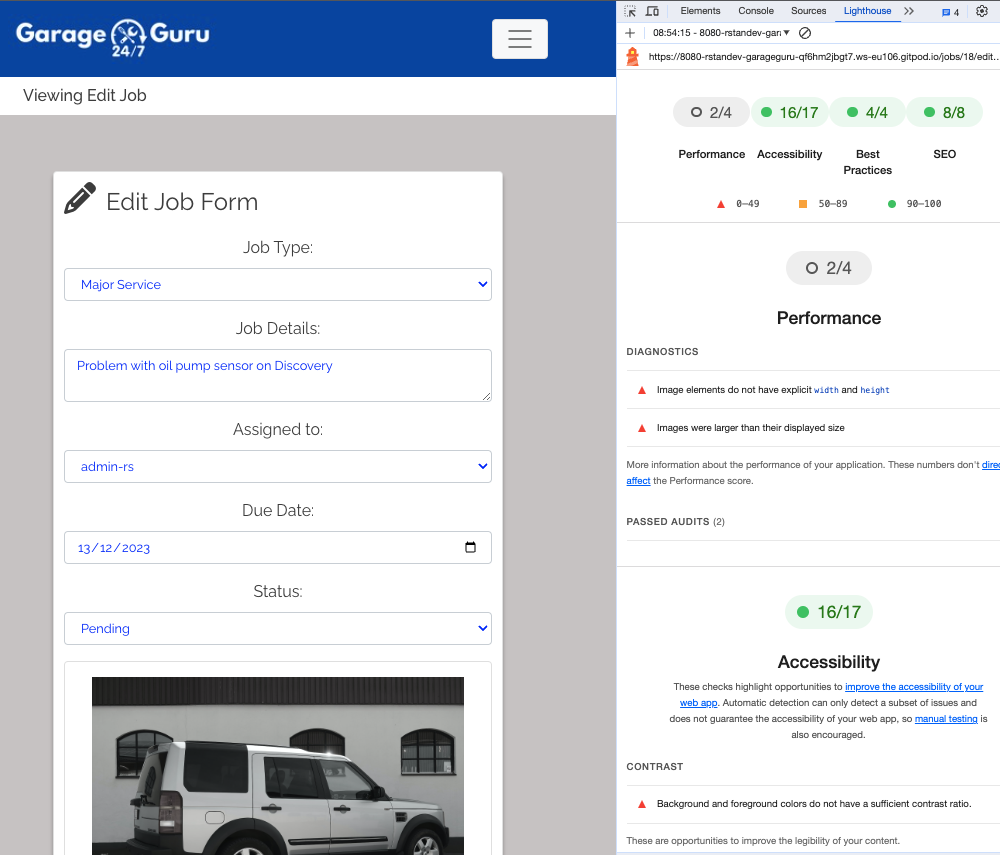 Garage Guru
24/7
Viewing Edit Job
Edit Job Form
Job Type:
Major Service
Job Details:
Problem with oil pump sensor on Discovery
Assigned to:
admin-rs
Due Date:
13/12/2023
Status:
Pending
Elements Console Sources Lighthouse 4
08:54:15 - 8080-rstandev-gara
https://8080-rstandev-garageguru-qf6hm2jbgt7.ws-eu106.gitpod.io/jobs/18/edit...
2/4 16/17 4/4 8/8
Performance Accessibility Best Practices SEO
0–49 50–89 90–100
2/4
Performance
DIAGNOSTICS
Image elements do not have explicit width and height
Images were larger than their displayed size
More information about the performance of your application. These numbers don't direc
affect the Performance score.
PASSED AUDITS (2)
16/17
Accessibility
These checks highlight opportunities to improve the accessibility of your
web app. Automatic detection can only detect a subset of issues and
does not guarantee the accessibility of your web app, so manual testing is
also encouraged.
CONTRAST
Background and foreground colors do not have a sufficient contrast ratio.
These are opportunities to improve the legibility of your content.